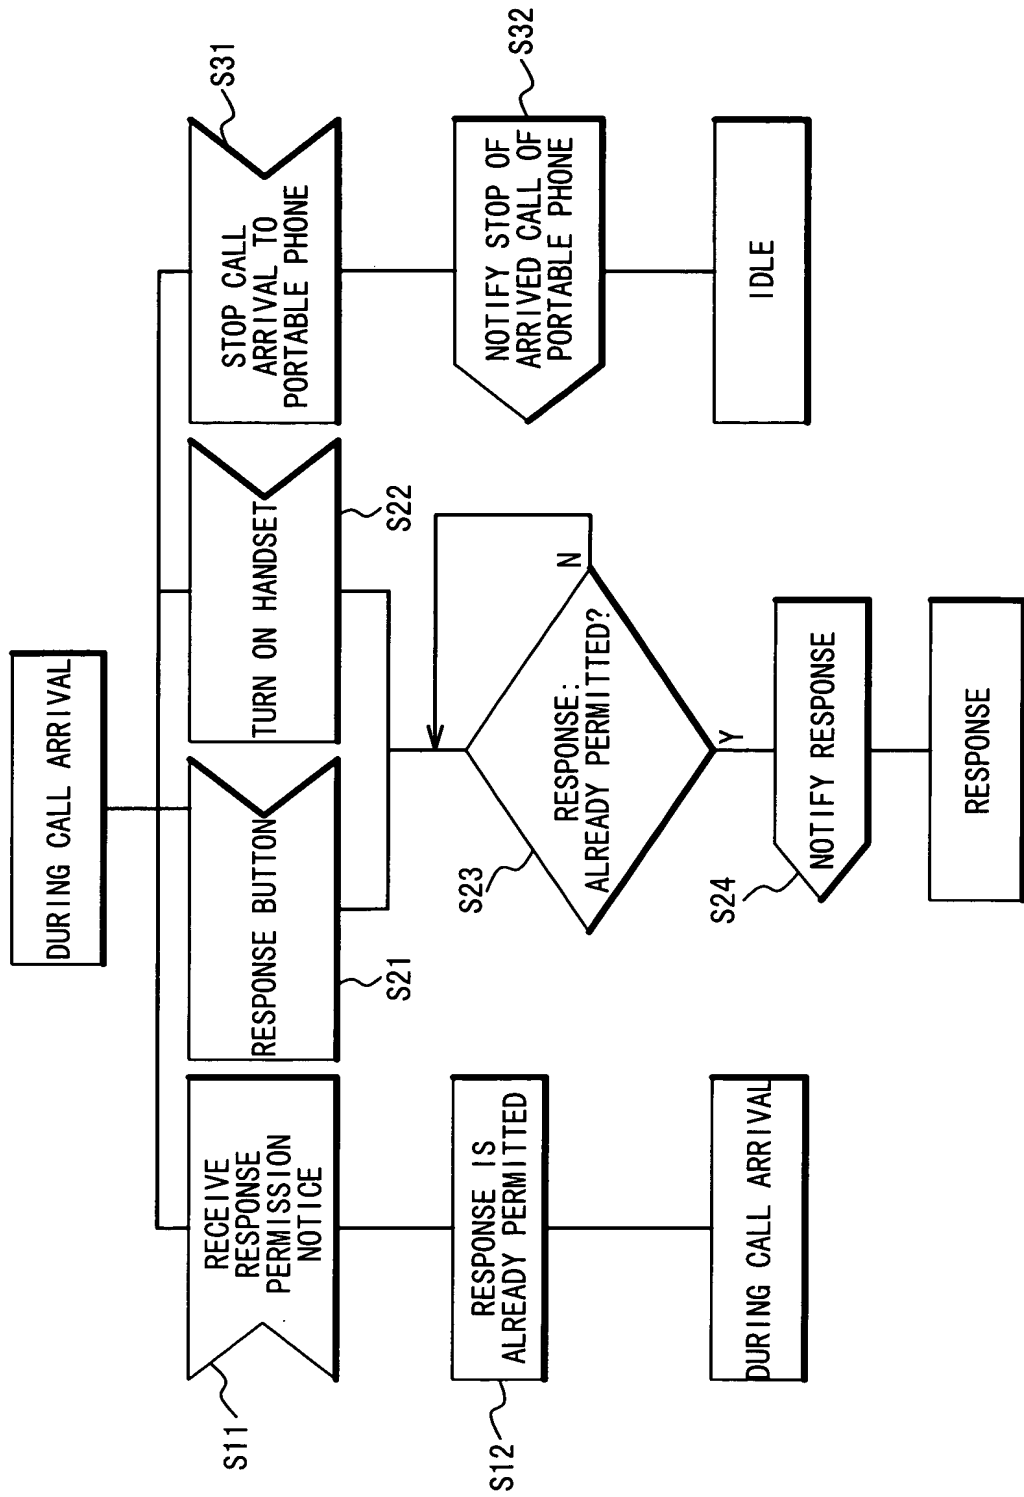 DURING CALL ARRIVAL
S11
RECEIVE
RESPONSE
PERMISSION
NOTICE
RESPONSE BUTTON
S21
TURN ON HANDSET
S22
STOP CALL
ARRIVAL TO
PORTABLE PHONE
S31
S12
RESPONSE IS
ALREADY PERMITTED
S23
RESPONSE:
ALREADY PERMITTED?
N
Y
NOTIFY STOP OF
ARRIVED CALL OF
PORTABLE PHONE
S32
DURING CALL ARRIVAL
S24
NOTIFY RESPONSE
IDLE
RESPONSE